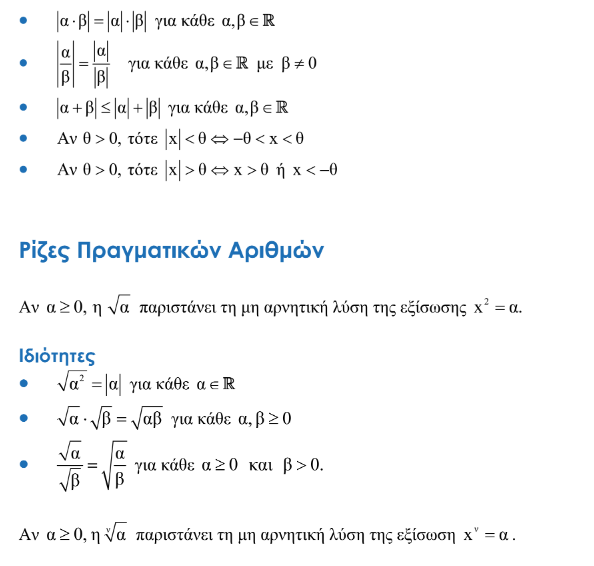 • |α · β| = |α| · |β| για κάθε α,β ∈ ℝ
• |α/β| = |α|/|β| για κάθε α,β ∈ ℝ με β ≠ 0
• |α + β| ≤ |α| + |β| για κάθε α,β ∈ ℝ
• Αν θ > 0, τότε |x| < θ ⇔ −θ < x < θ
• Αν θ > 0, τότε |x| > θ ⇔ x > θ ή x < −θ
Ρίζες Πραγματικών Αριθμών
Αν α ≥ 0, η √α παριστάνει τη μη αρνητική λύση της εξίσωσης x² = α.
Ιδιότητες
• √α² = |α| για κάθε α ∈ ℝ
• √α · √β = √αβ για κάθε α,β ≥ 0
• √α/√β = √(α/β) για κάθε α ≥ 0 και β > 0.
Αν α ≥ 0, η ᵛ√α παριστάνει τη μη αρνητική λύση της εξίσωση xᵛ = α.